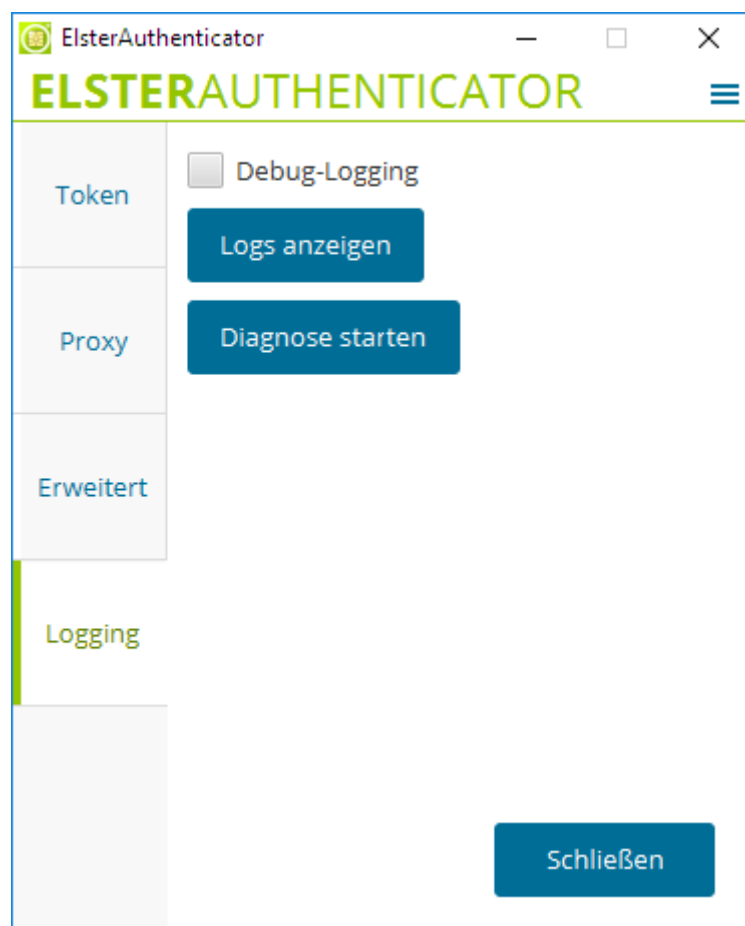 ElsterAuthenticator
ELSTERAUTHENTICATOR
Token
Proxy
Erweitert
Logging
Debug-Logging
Logs anzeigen
Diagnose starten
Schließen